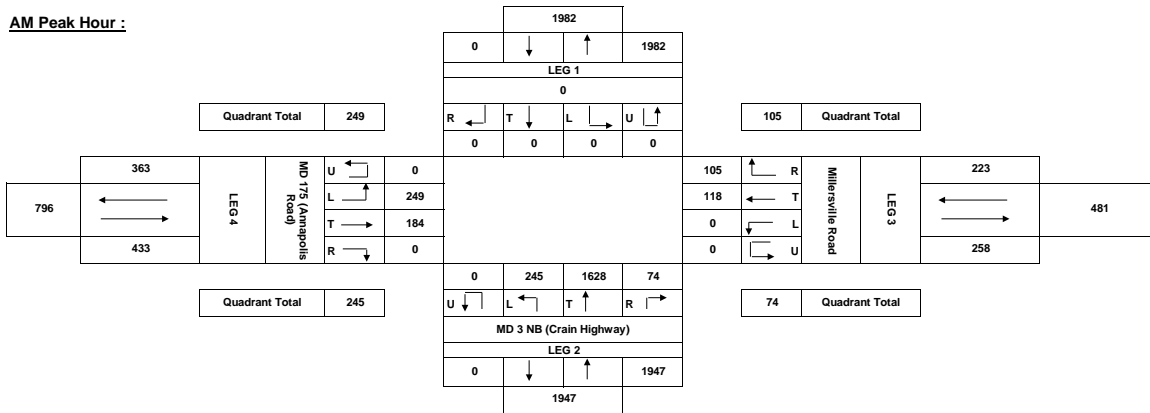 AM Peak Hour :
1982
0 1982
LEG 1
0
Quadrant Total 249
R T L U
105 Quadrant Total
0 0 0 0
363
796
433
LEG 4
MD 175 (Annapolis
Road)
U 0
L 249
T 184
R 0
105 R
118 T
0 L
0 U
Millersville Road
LEG 3
223
481
258
0 245 1628 74
Quadrant Total 245
U L T R
74 Quadrant Total
MD 3 NB (Crain Highway)
LEG 2
0 1947
1947